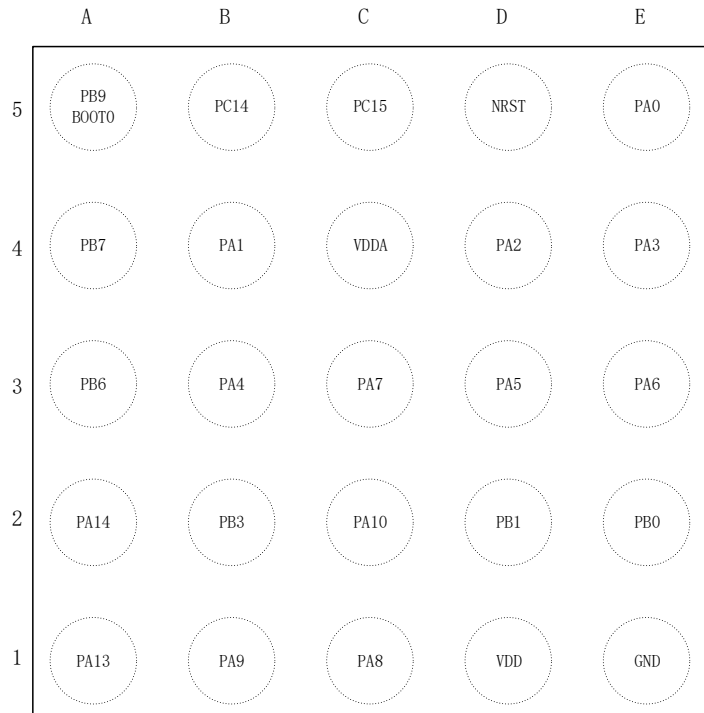 A B C D E
5 PB9 BOOT0 PC14 PC15 NRST PA0
4 PB7 PA1 VDDA PA2 PA3
3 PB6 PA4 PA7 PA5 PA6
2 PA14 PB3 PA10 PB1 PB0
1 PA13 PA9 PA8 VDD GND